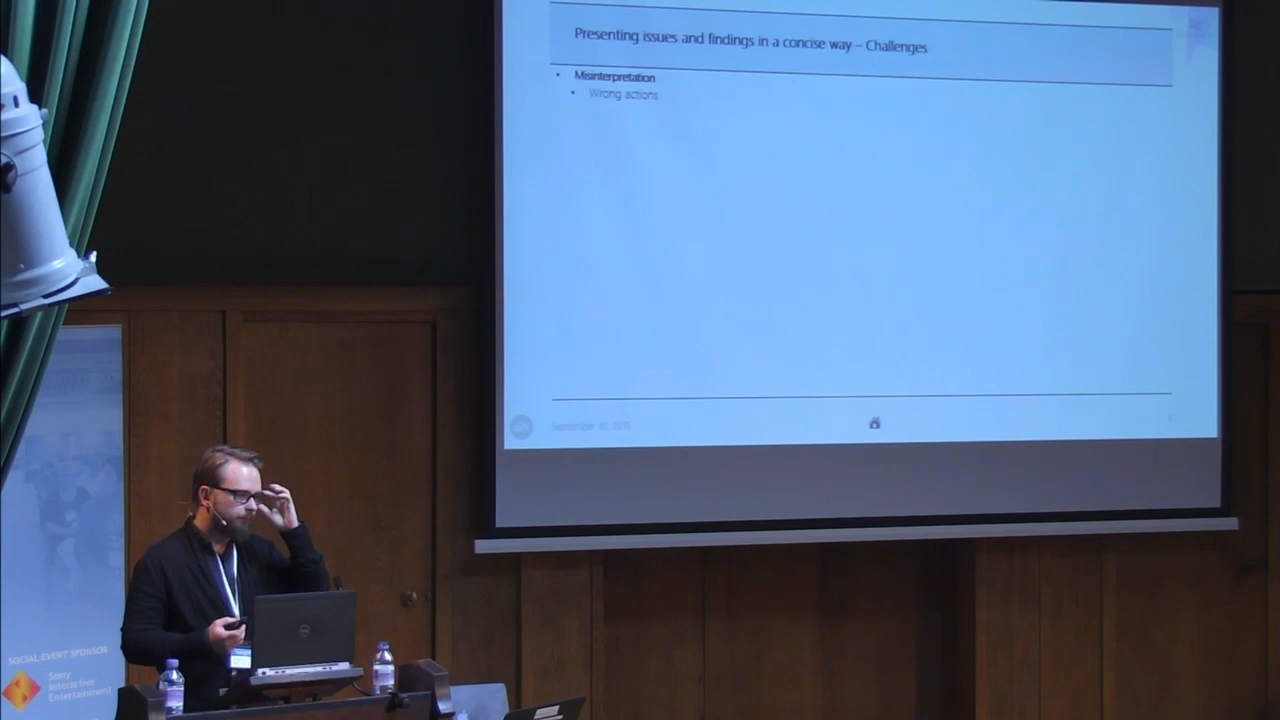 Presenting issues and findings in a concise way – Challenges
• Misinterpretation
• Wrong actions
SOCIAL EVENT SPONSOR
Sony
Interactive
Entertainment